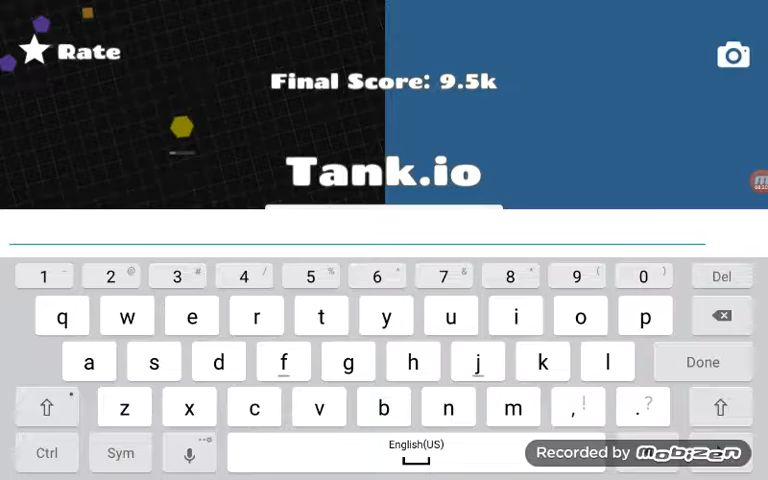 Rate
Final Score: 9.5k
Tank.io
1 - 2 @ 3 # 4 / 5 % 6 ^ 7 & 8 * 9 ( 0 ) Del
q w e r t y u i o p
a s d f g h j k l Done
z x c v b n m , ! . ?
Ctrl Sym English(US)
Recorded by MOBIZEN